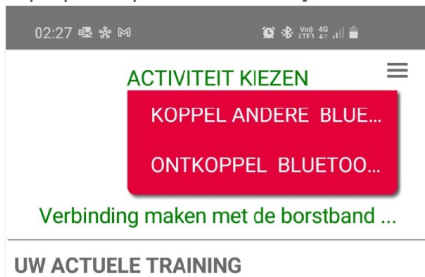 02:27
Vo)) 4G
LTE1
ACTIVITEIT KIEZEN
KOPPEL ANDERE BLUE...
ONTKOPPEL BLUETOO...
Verbinding maken met de borstband ...
UW ACTUELE TRAINING